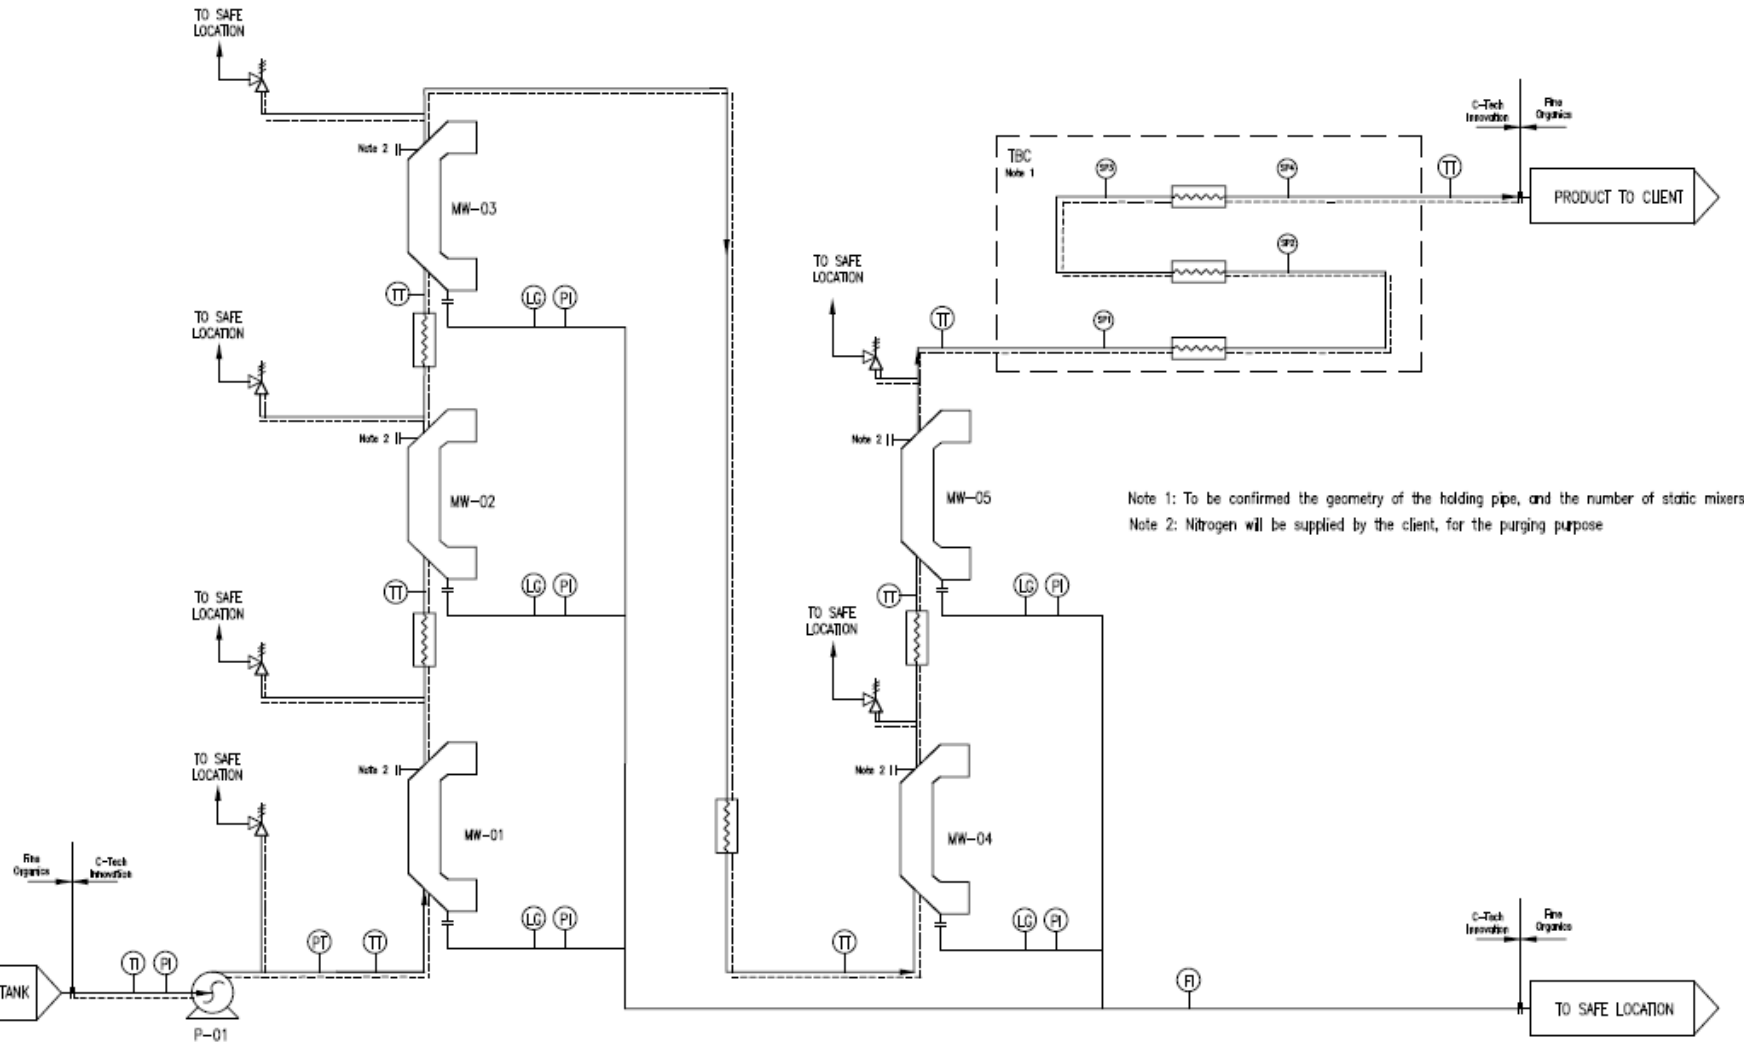 TO SAFE
LOCATION
Note 2
MW-03
TT
LG
PI
TO SAFE
LOCATION
Note 2
MW-02
TT
LG
PI
TO SAFE
LOCATION
TO SAFE
LOCATION
Note 2
MW-01
LG
PI
Fine
Organics
C-Tech
Innovation
TANK
TI
PI
P-01
PT
TT
TO SAFE
LOCATION
TT
Note 2
MW-05
TT
LG
PI
TO SAFE
LOCATION
Note 2
MW-04
TT
LG
PI
FI
TBC
Note 1
SP3
SP4
TT
SP2
SP1
C-Tech
Innovation
Fine
Organics
PRODUCT TO CLIENT
Note 1: To be confirmed the geometry of the holding pipe, and the number of static mixers
Note 2: Nitrogen will be supplied by the client, for the purging purpose
C-Tech
Innovation
Fine
Organics
TO SAFE LOCATION